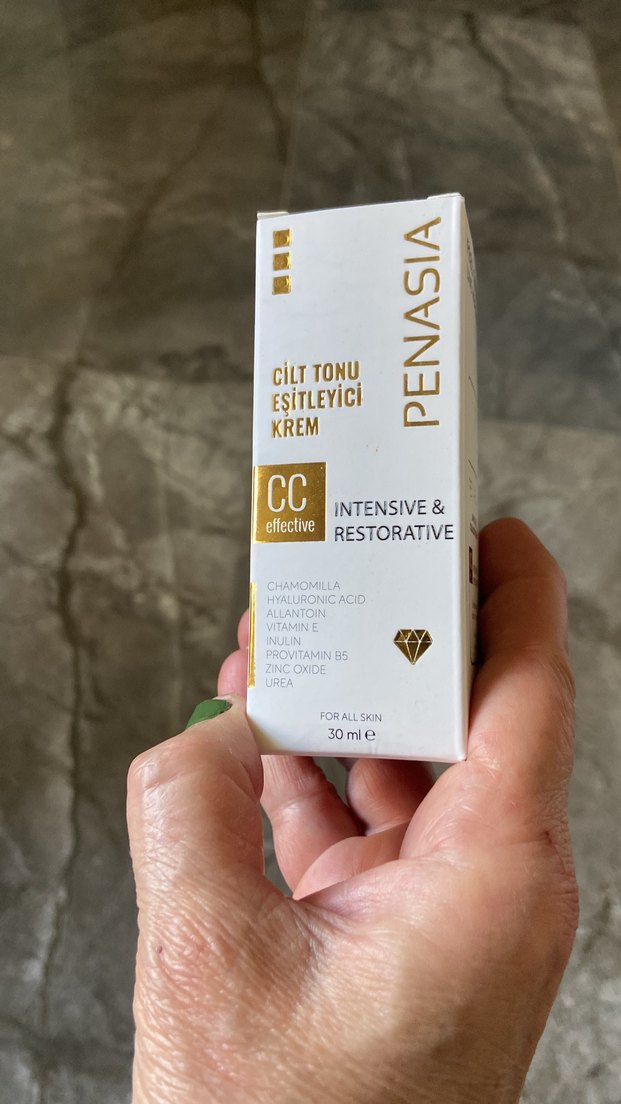 PENASIA
CİLT TONU
EŞİTLEYİCİ
KREM
CC
effective
INTENSIVE &
RESTORATIVE
CHAMOMILLA
HYALURONIC ACID
ALLANTOIN
VITAMIN E
INULIN
PROVITAMIN B5
ZINC OXIDE
UREA
FOR ALL SKIN
30 ml ℮